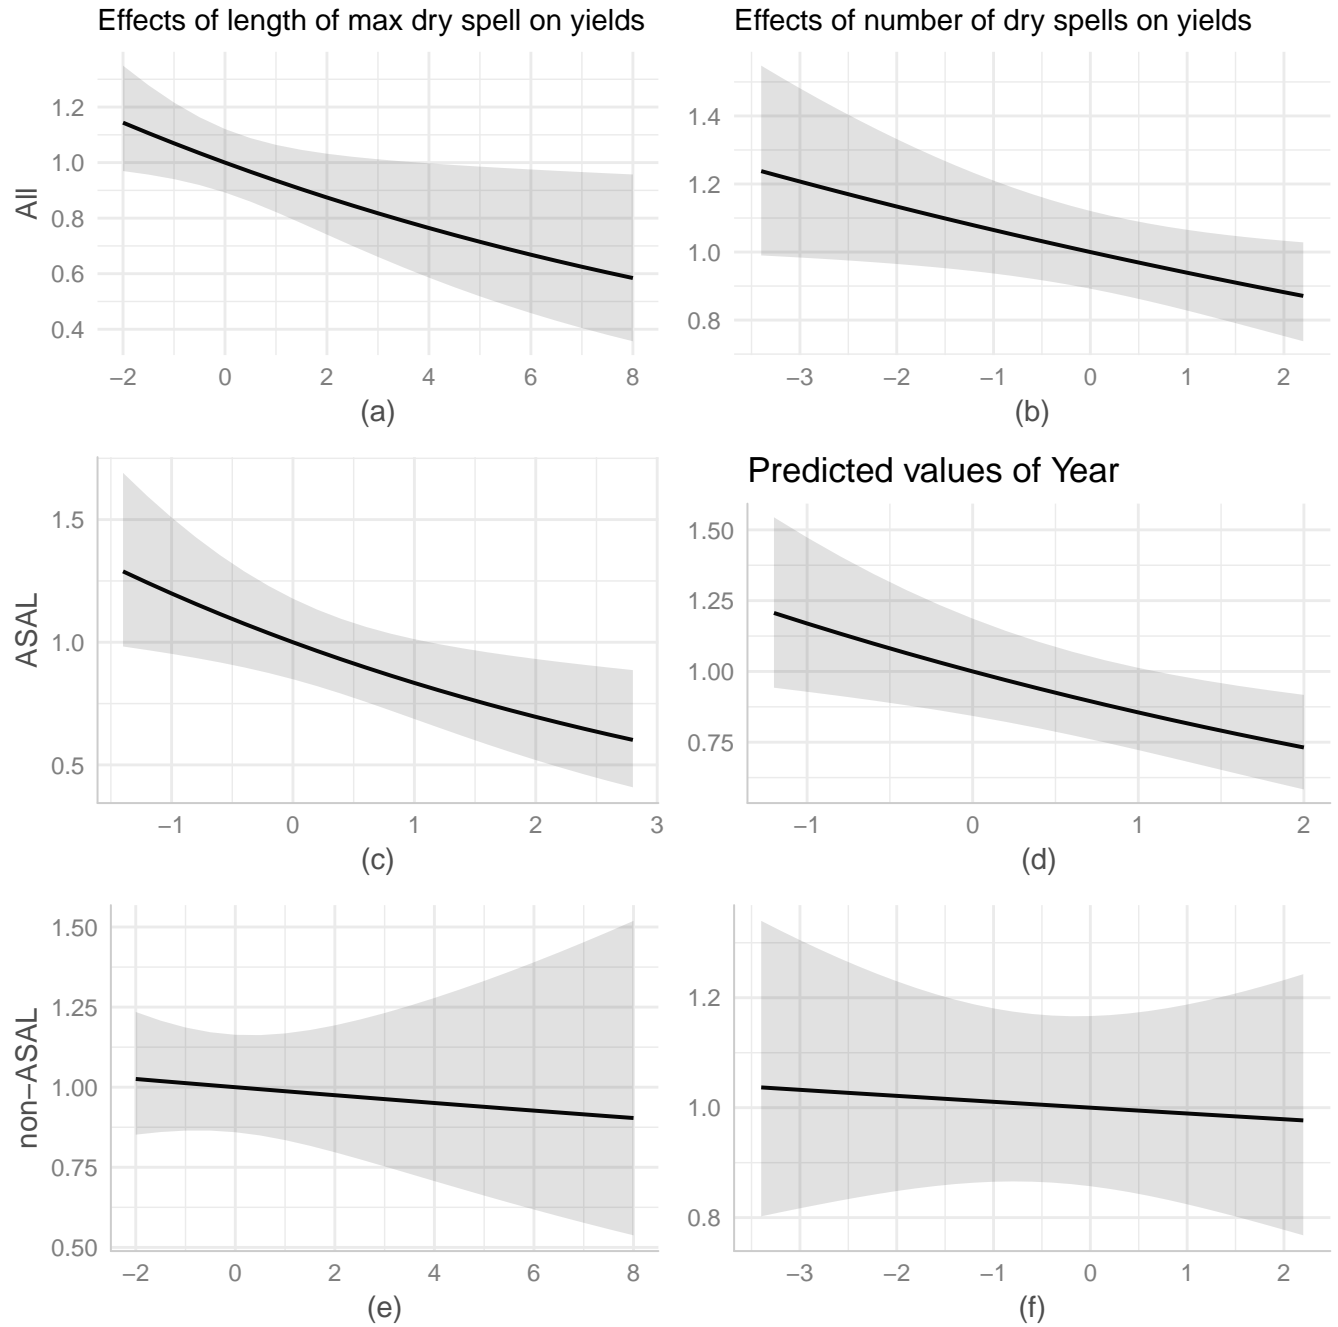 Effects of length of max dry spell on yields
Effects of number of dry spells on yields
All
1.2
1.0
0.8
0.6
0.4
−2 0 2 4 6 8
(a)
1.4
1.2
1.0
0.8
−3 −2 −1 0 1 2
(b)
ASAL
1.5
1.0
0.5
−1 0 1 2 3
(c)
Predicted values of Year
1.50
1.25
1.00
0.75
−1 0 1 2
(d)
non−ASAL
1.50
1.25
1.00
0.75
0.50
−2 0 2 4 6 8
(e)
1.2
1.0
0.8
−3 −2 −1 0 1 2
(f)